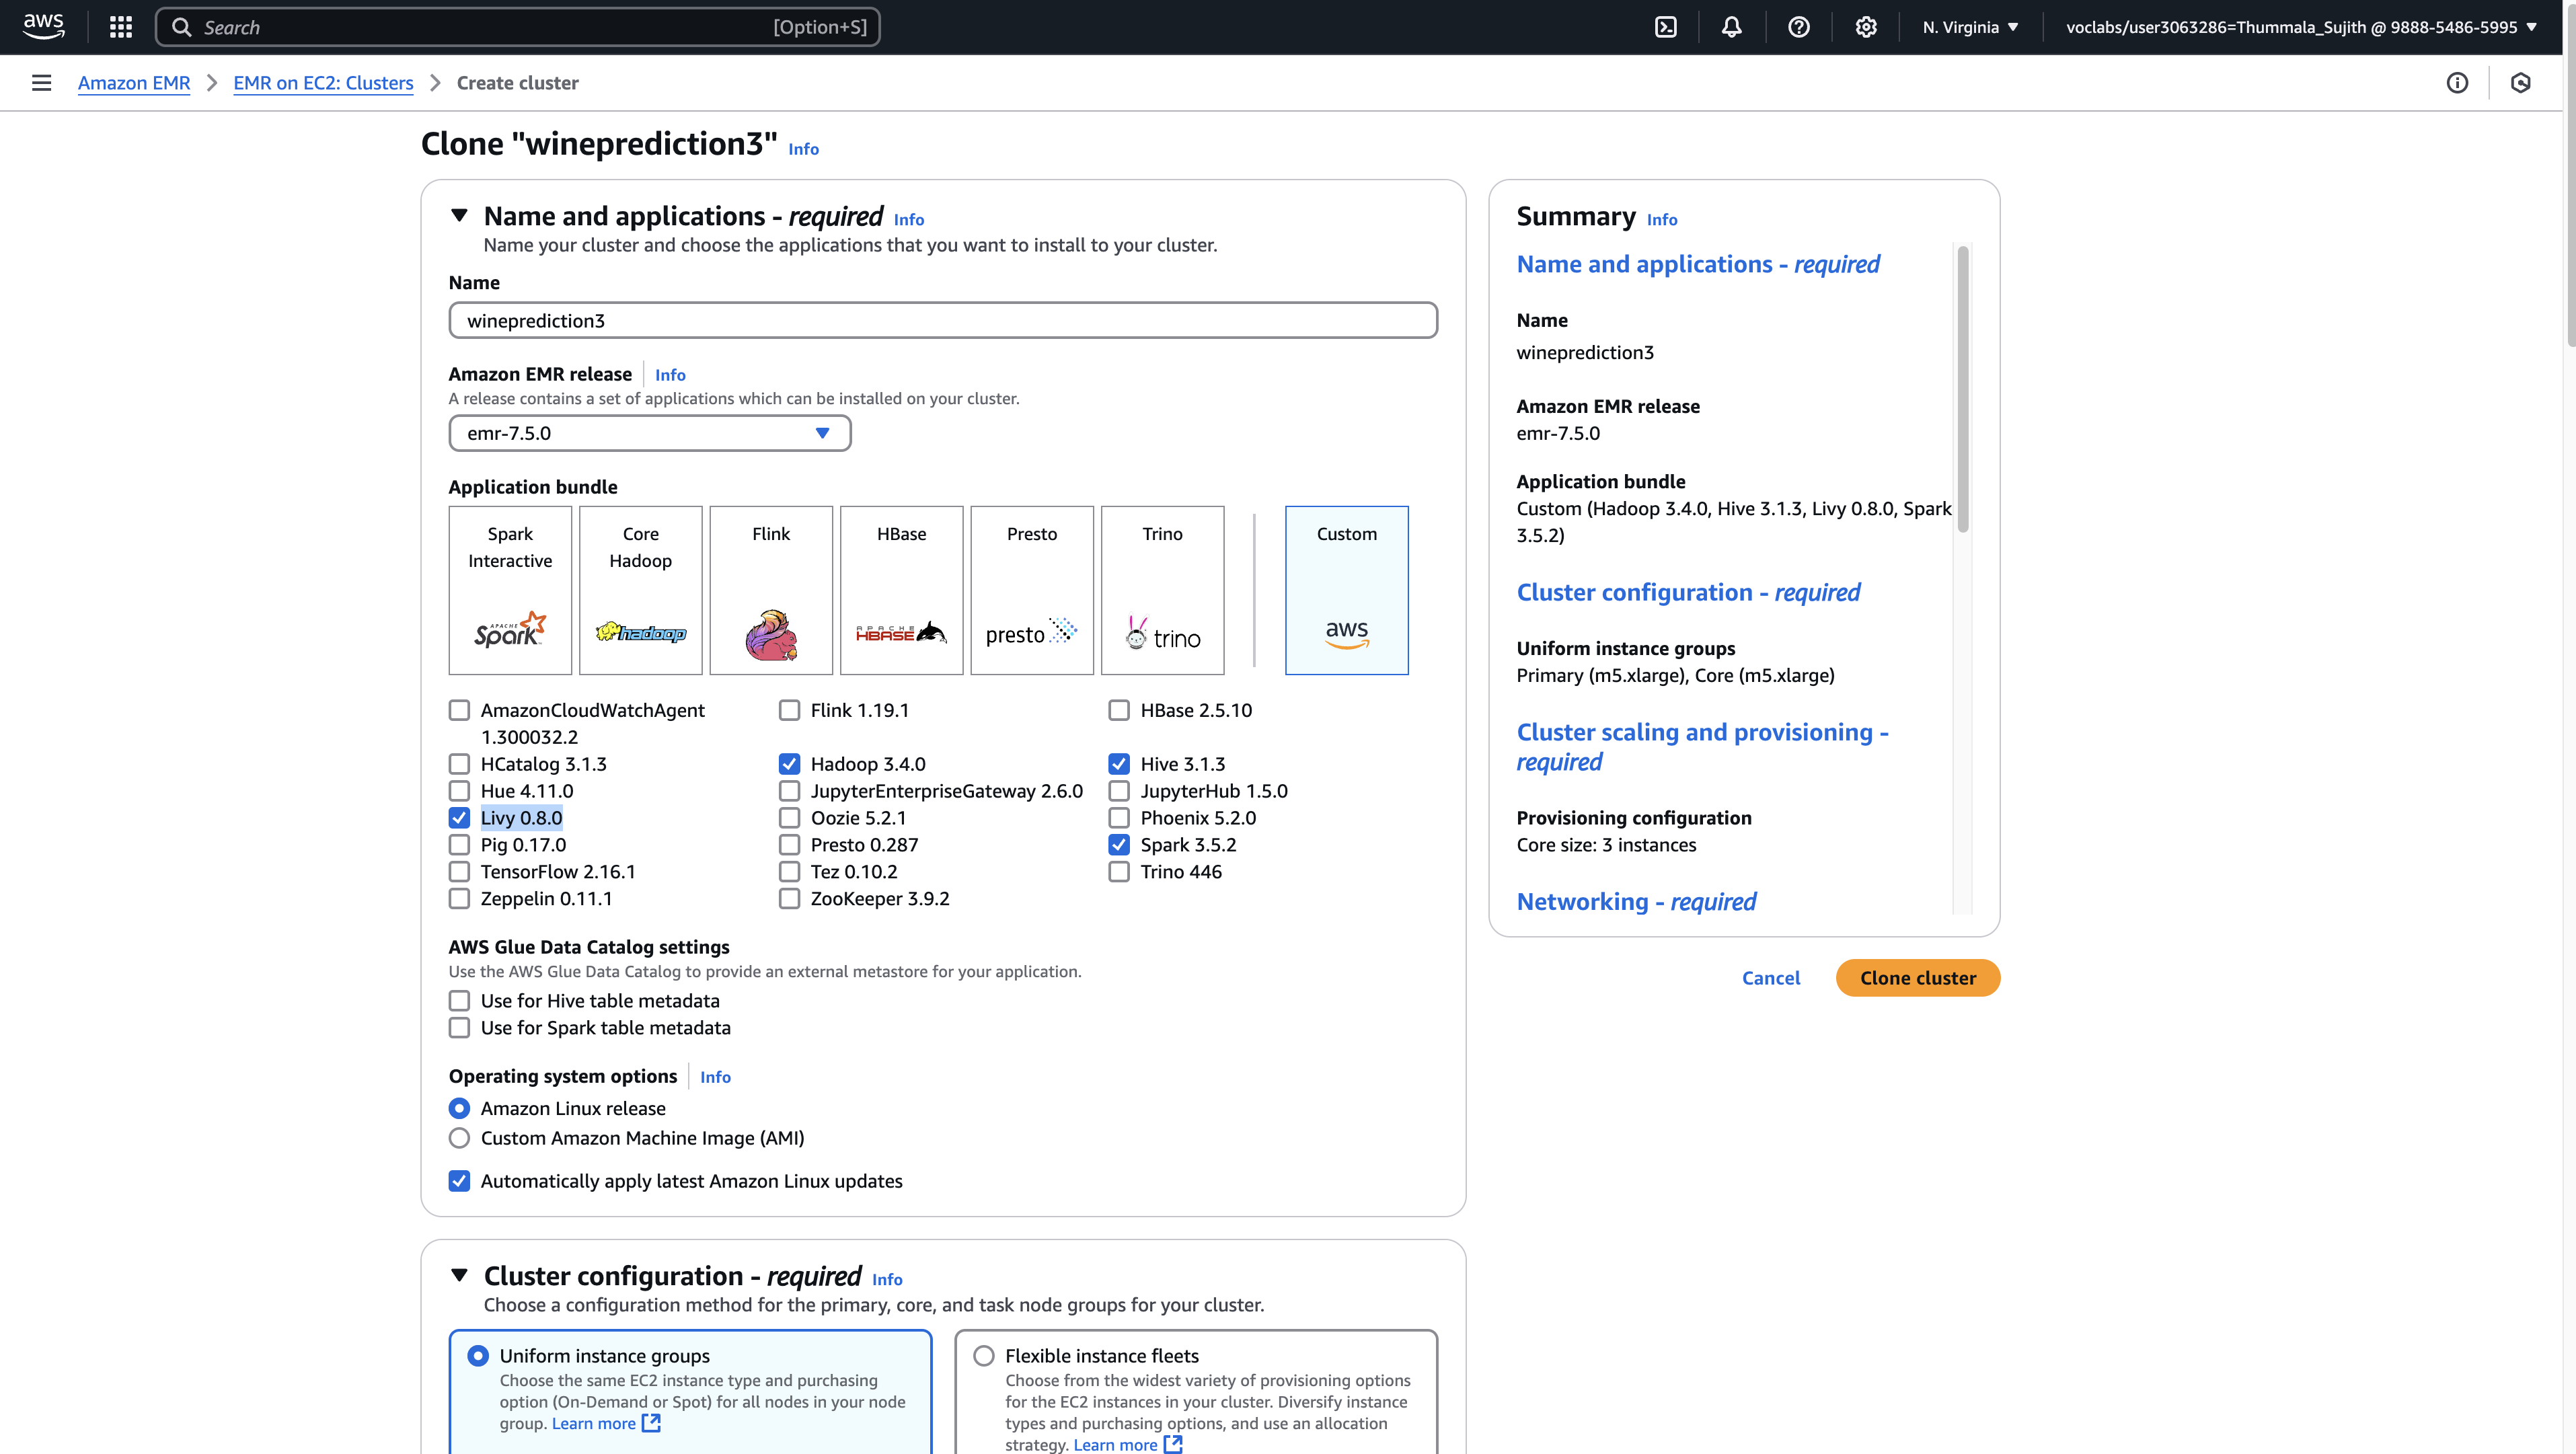 aws
Search
[Option+S]
N. Virginia
voclabs/user3063286=Thummala_Sujith @ 9888-5486-5995
Amazon EMR
EMR on EC2: Clusters
Create cluster
Clone "wineprediction3" Info
Name and applications - required Info
Name your cluster and choose the applications that you want to install to your cluster.
Name
wineprediction3
Amazon EMR release
Info
A release contains a set of applications which can be installed on your cluster.
emr-7.5.0
Application bundle
Spark
Interactive
APACHE
Spark
Core
Hadoop
hadoop
Flink
HBase
APACHE
HBASE
Presto
presto
Trino
trino
Custom
aws
AmazonCloudWatchAgent
1.300032.2
Flink 1.19.1
HBase 2.5.10
HCatalog 3.1.3
Hadoop 3.4.0
Hive 3.1.3
Hue 4.11.0
JupyterEnterpriseGateway 2.6.0
JupyterHub 1.5.0
Livy 0.8.0
Oozie 5.2.1
Phoenix 5.2.0
Pig 0.17.0
Presto 0.287
Spark 3.5.2
TensorFlow 2.16.1
Tez 0.10.2
Trino 446
Zeppelin 0.11.1
ZooKeeper 3.9.2
AWS Glue Data Catalog settings
Use the AWS Glue Data Catalog to provide an external metastore for your application.
Use for Hive table metadata
Use for Spark table metadata
Operating system options
Info
Amazon Linux release
Custom Amazon Machine Image (AMI)
Automatically apply latest Amazon Linux updates
Cluster configuration - required Info
Choose a configuration method for the primary, core, and task node groups for your cluster.
Uniform instance groups
Choose the same EC2 instance type and purchasing
option (On-Demand or Spot) for all nodes in your node
group. Learn more
Flexible instance fleets
Choose from the widest variety of provisioning options
for the EC2 instances in your cluster. Diversify instance
types and purchasing options, and use an allocation
strategy. Learn more
Summary Info
Name and applications - required
Name
wineprediction3
Amazon EMR release
emr-7.5.0
Application bundle
Custom (Hadoop 3.4.0, Hive 3.1.3, Livy 0.8.0, Spark
3.5.2)
Cluster configuration - required
Uniform instance groups
Primary (m5.xlarge), Core (m5.xlarge)
Cluster scaling and provisioning -
required
Provisioning configuration
Core size: 3 instances
Networking - required
Cancel
Clone cluster